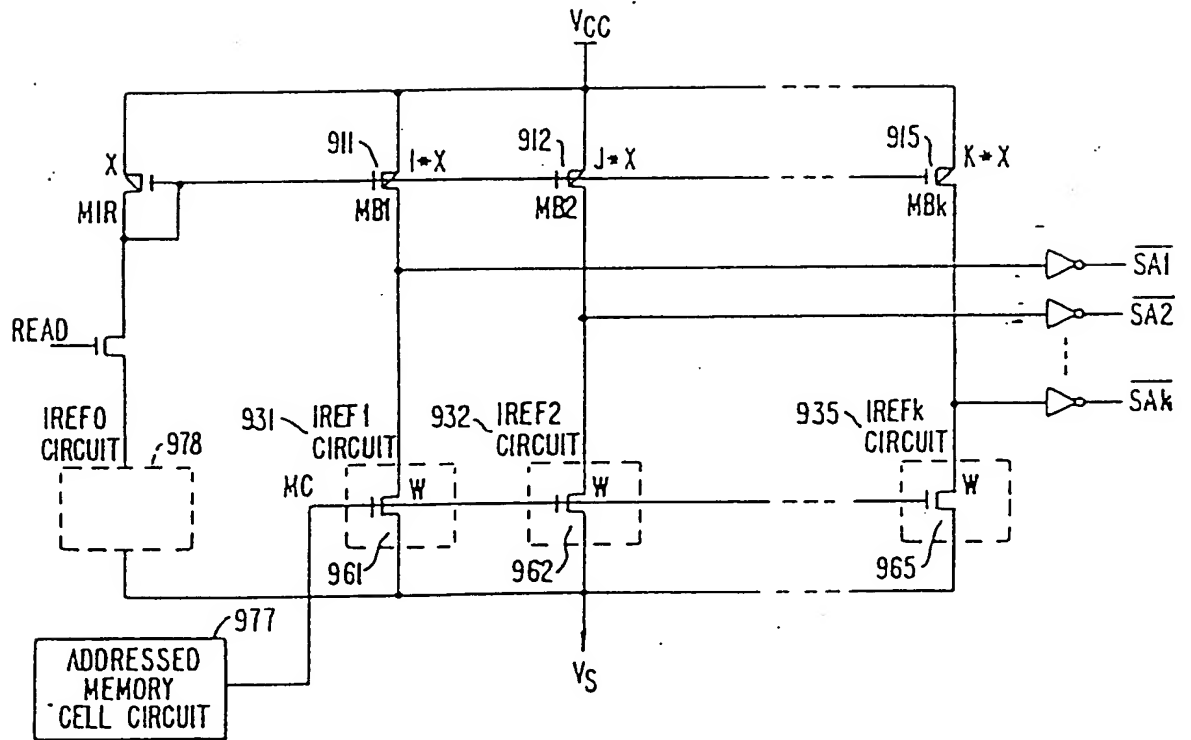 VCC
911
912
915
X
I*X
J*X
K*X
MIR
MB1
MB2
MBk
SA1
READ
SA2
IREF0
CIRCUIT
978
931
IREF1
CIRCUIT
932
IREF2
CIRCUIT
935
IREFk
CIRCUIT
SAk
MC
W
W
W
961
962
965
977
VS
ADDRESSED
MEMORY
CELL CIRCUIT